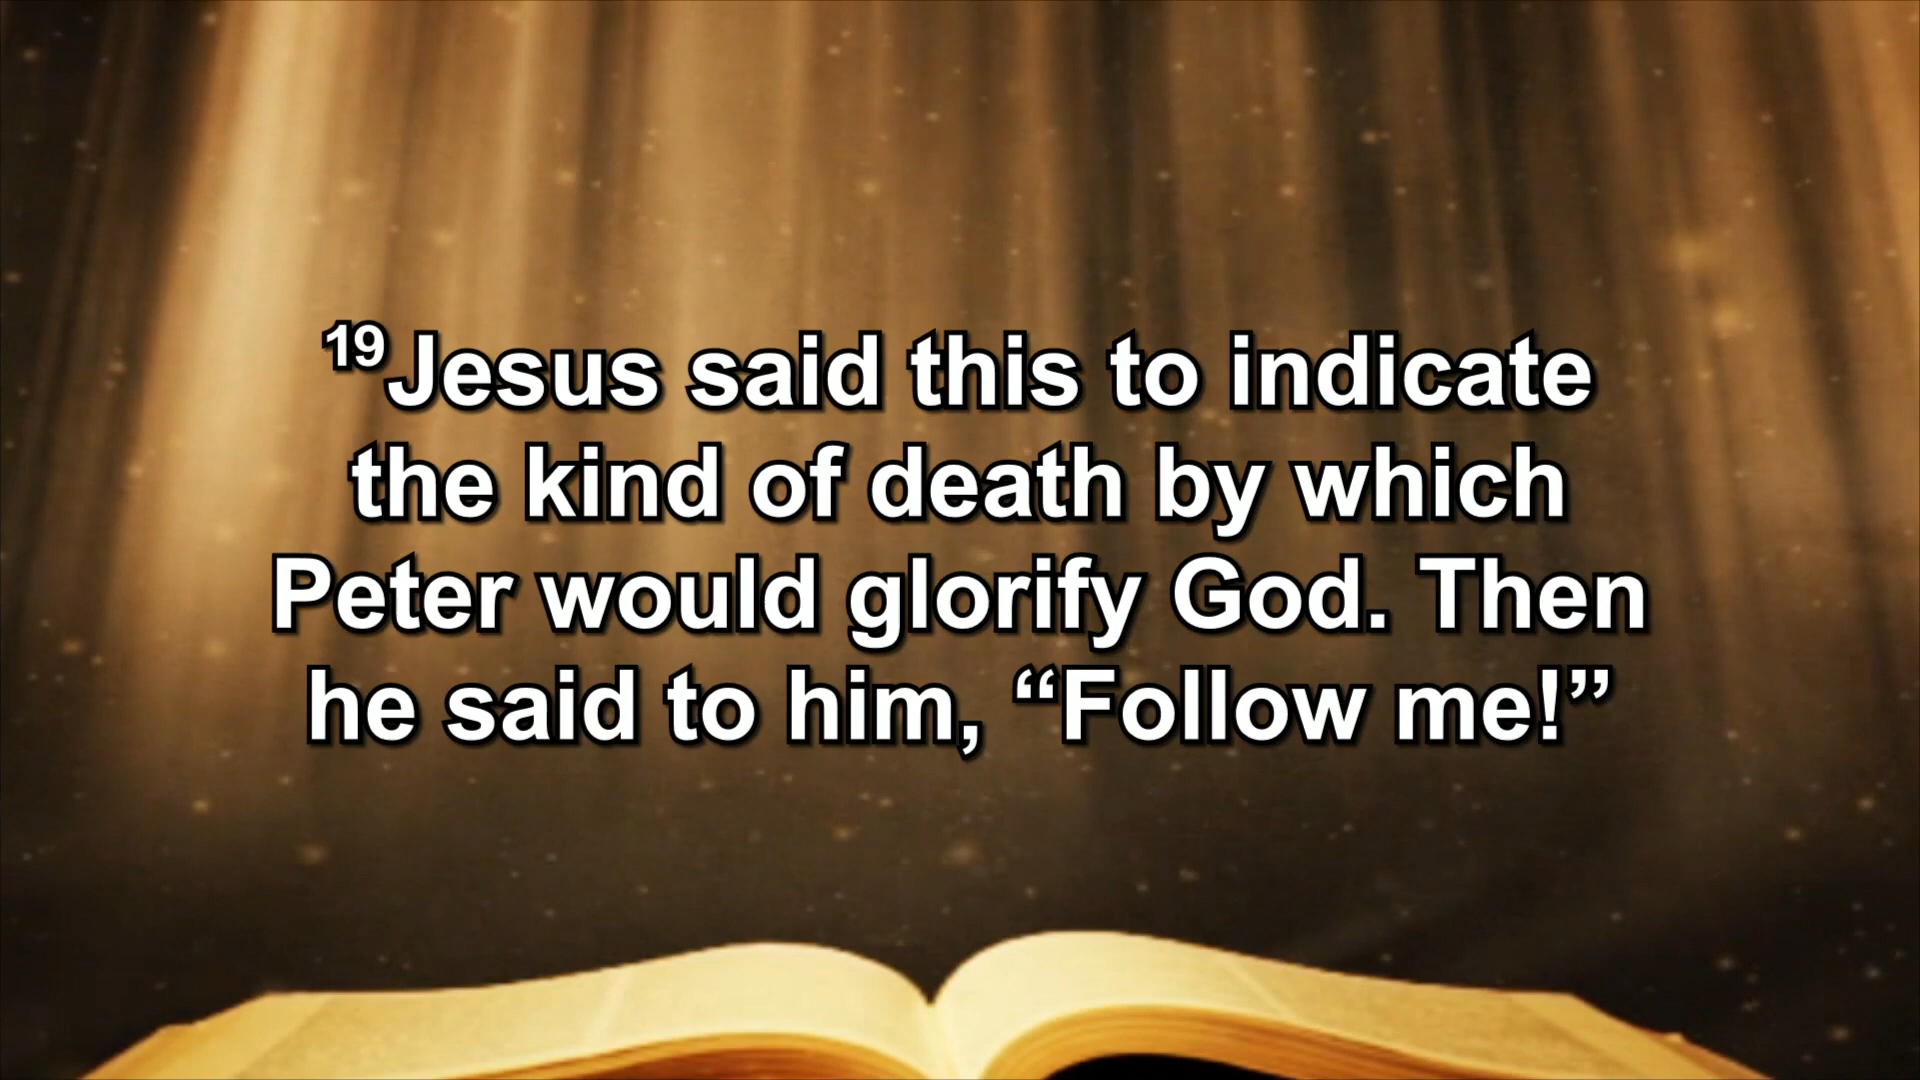 19Jesus said this to indicate
the kind of death by which
Peter would glorify God. Then
he said to him, “Follow me!”